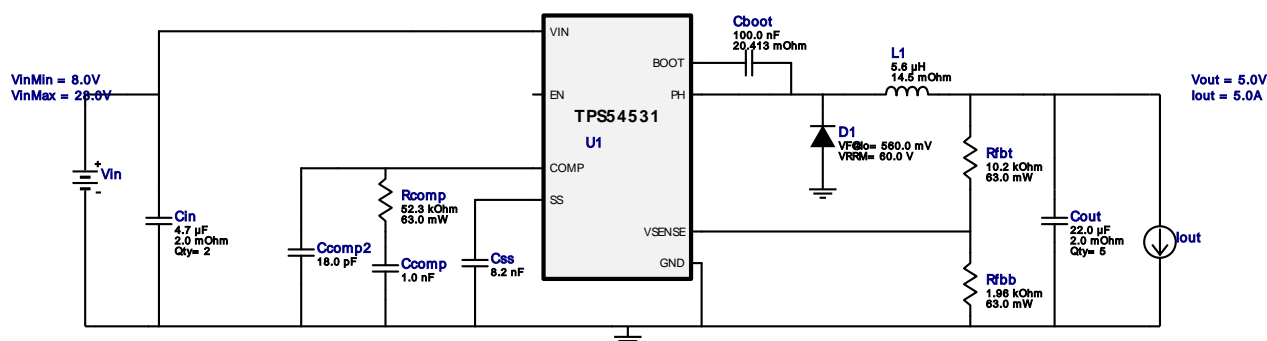 VinMin = 8.0V
VinMax = 28.0V
Vin
+
-
Cin
4.7 µF
2.0 mOhm
Qty= 2
Ccomp2
18.0 pF
Rcomp
52.3 kOhm
63.0 mW
Ccomp
1.0 nF
Css
8.2 nF
VIN
EN
COMP
SS
TPS54531
U1
BOOT
PH
VSENSE
GND
Cboot
100.0 nF
20.413 mOhm
L1
5.6 µH
14.5 mOhm
D1
560.0 mV
VRRM= 60.0 V
Rfbt
10.2 kOhm
63.0 mW
Rfbb
1.96 kOhm
63.0 mW
Cout
22.0 µF
2.0 mOhm
Qty= 5
Iout
Vout = 5.0V
Iout = 5.0A